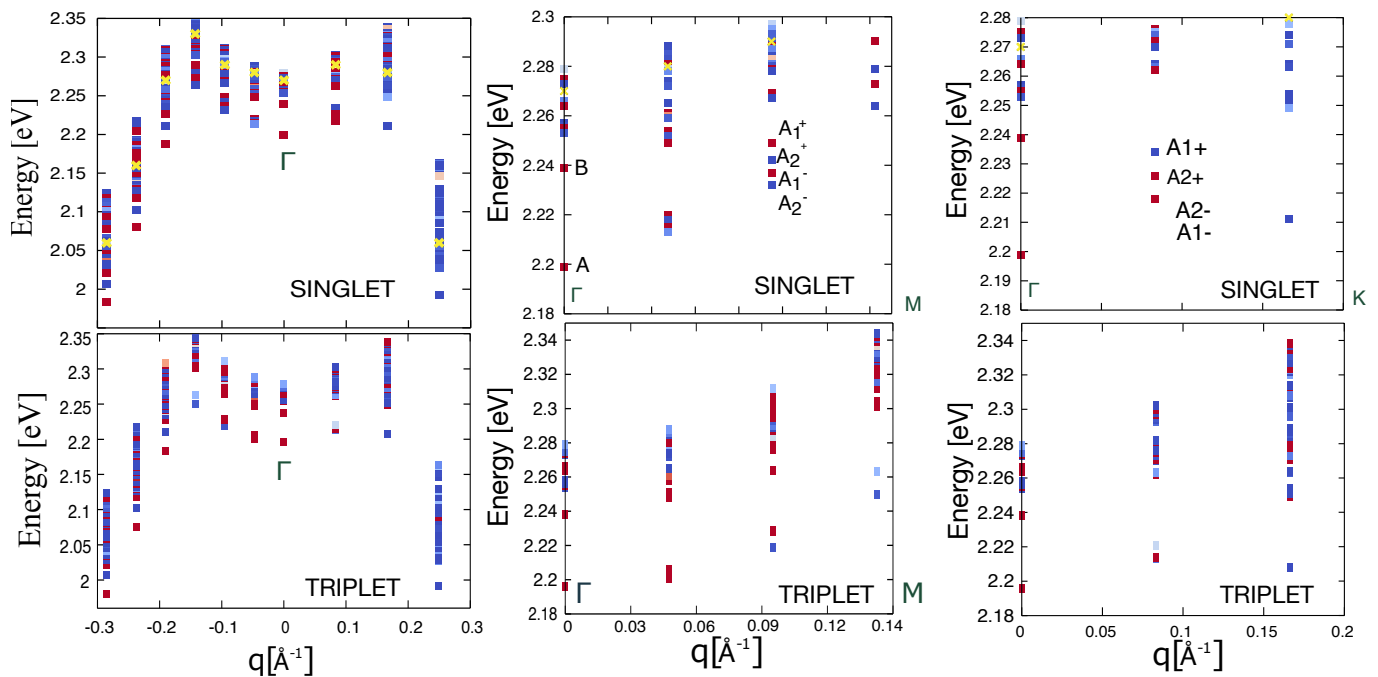 2.35
2.3
2.25
2.2
2.15
2.1
2.05
2
Energy [eV]
Γ
SINGLET
2.3
2.28
2.26
2.24
2.22
2.2
2.18
Energy [eV]
A1+
A2+
A1-
A2-
B
A
Γ
SINGLET
M
2.28
2.27
2.26
2.25
2.24
2.23
2.22
2.21
2.2
2.19
2.18
Energy [eV]
A1+
A2+
A2-
A1-
Γ
SINGLET
K
2.35
2.3
2.25
2.2
2.15
2.1
2.05
2
Energy [eV]
Γ
TRIPLET
-0.3
-0.2
-0.1
0
0.1
0.2
0.3
q[Å-1]
2.34
2.32
2.3
2.28
2.26
2.24
2.22
2.2
2.18
Energy [eV]
Γ
TRIPLET
M
0
0.03
0.06
0.09
0.12
0.14
q[Å-1]
2.34
2.32
2.3
2.28
2.26
2.24
2.22
2.2
2.18
Energy [eV]
TRIPLET
0
0.05
0.1
0.15
0.2
q[Å-1]